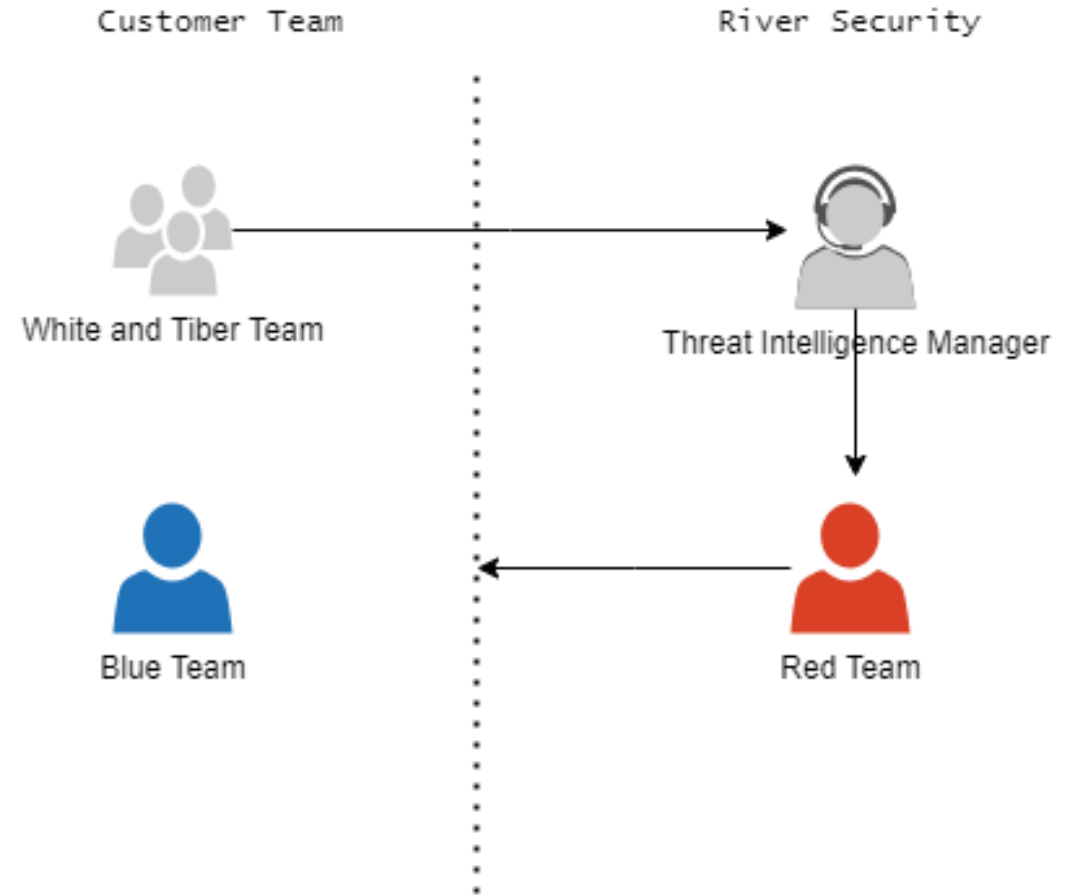 Customer Team
River Security
White and Tiber Team
Threat Intelligence Manager
Blue Team
Red Team